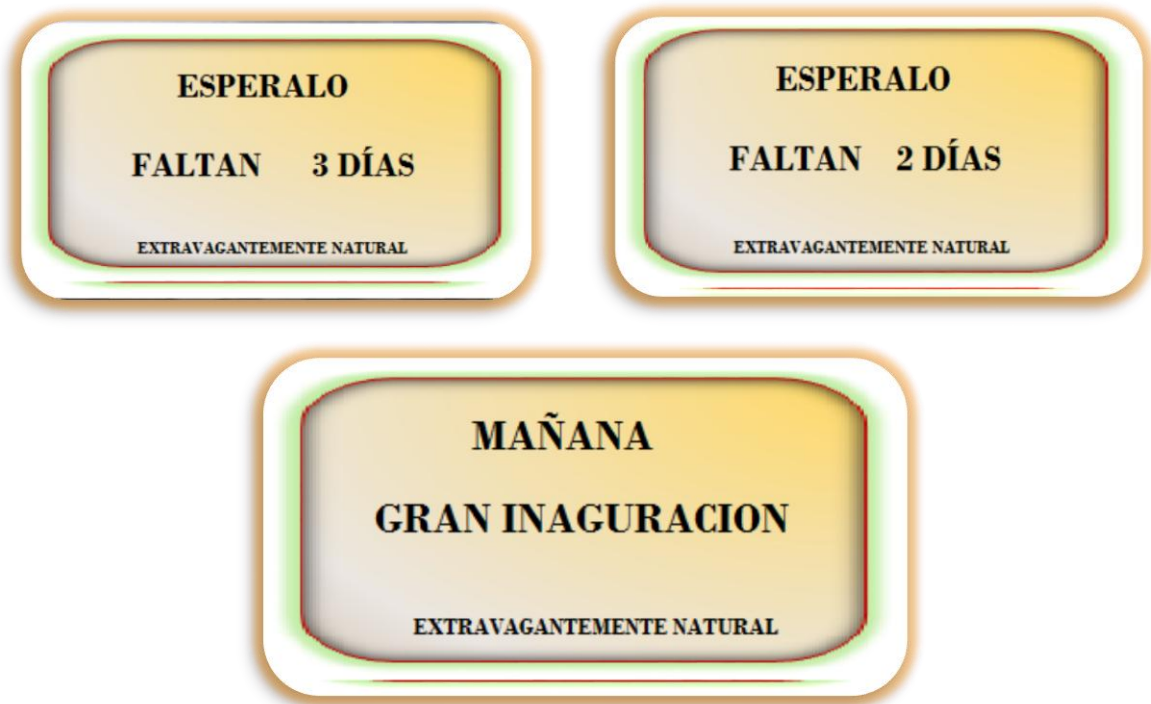 ESPERALO
FALTAN 3 DÍAS
EXTRAVAGANTEMENTE NATURAL
ESPERALO
FALTAN 2 DÍAS
EXTRAVAGANTEMENTE NATURAL
MAÑANA
GRAN INAGURACION
EXTRAVAGANTEMENTE NATURAL